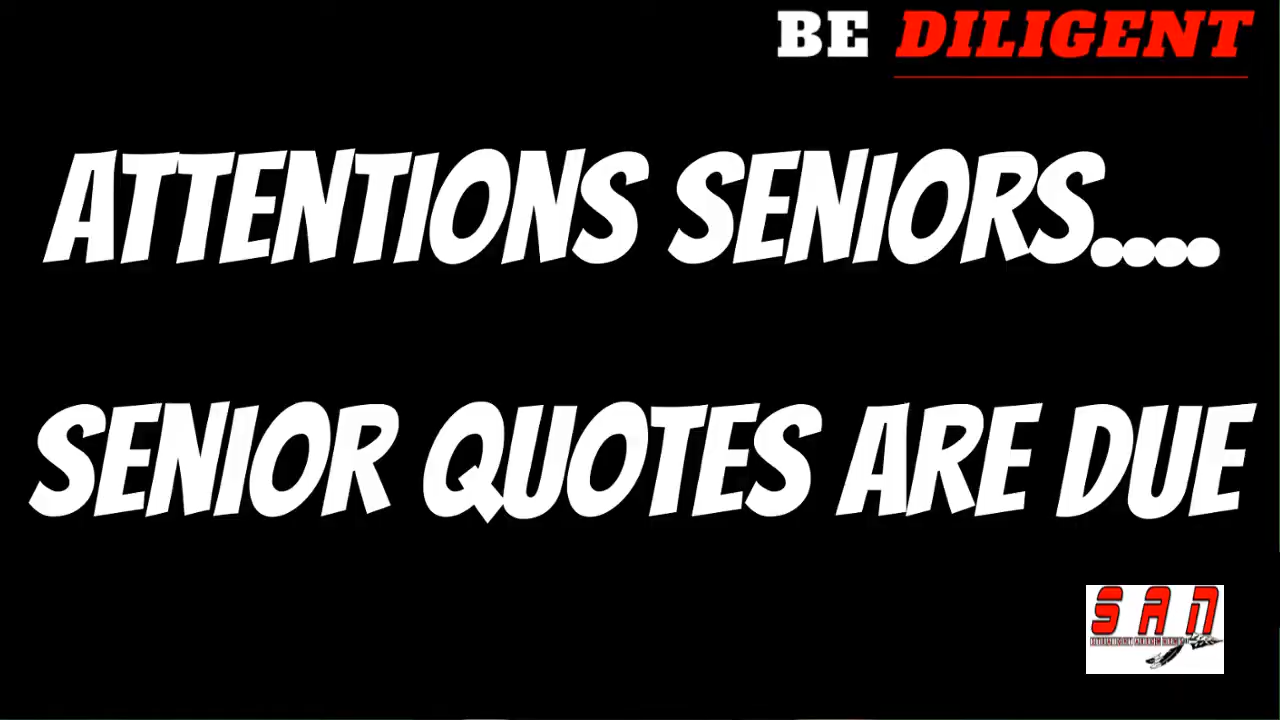 BE DILIGENT
ATTENTIONS SENIORS....
SENIOR QUOTES ARE DUE
SAN